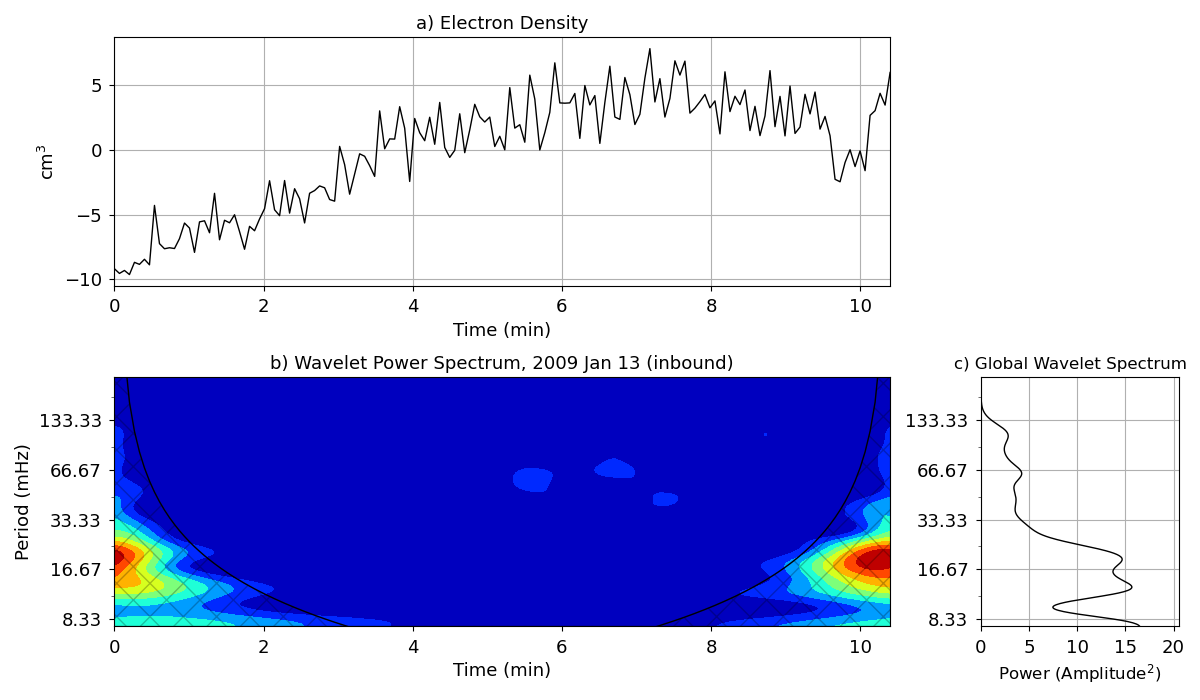 a) Electron Density
5
0
−5
−10
cm³
0 2 4 6 8 10
Time (min)
b) Wavelet Power Spectrum, 2009 Jan 13 (inbound)
133.33
66.67
33.33
16.67
8.33
Period (mHz)
0 2 4 6 8 10
Time (min)
c) Global Wavelet Spectrum
133.33
66.67
33.33
16.67
8.33
0 5 10 15 20
Power (Amplitude²)